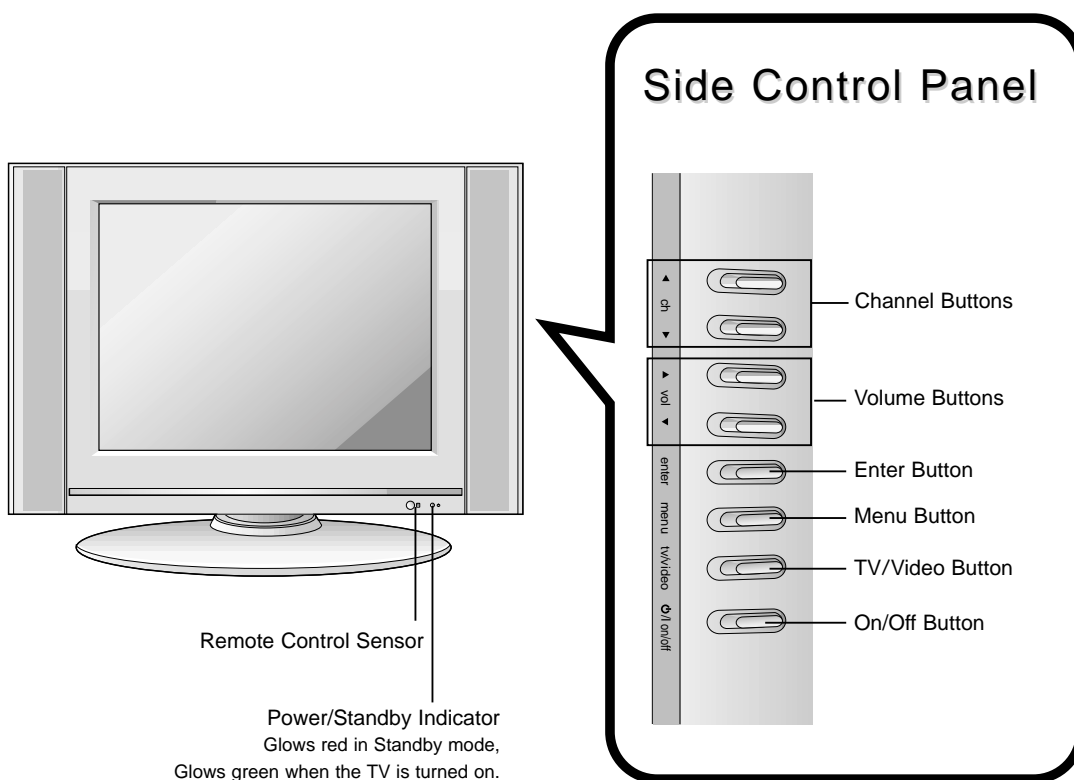 Side Control Panel
▲ ch ▼
▲ vol ▼
enter
menu
tv/video
⏻/I on/off
Channel Buttons
Volume Buttons
Enter Button
Menu Button
TV/Video Button
On/Off Button
Remote Control Sensor
Power/Standby Indicator
Glows red in Standby mode,
Glows green when the TV is turned on.